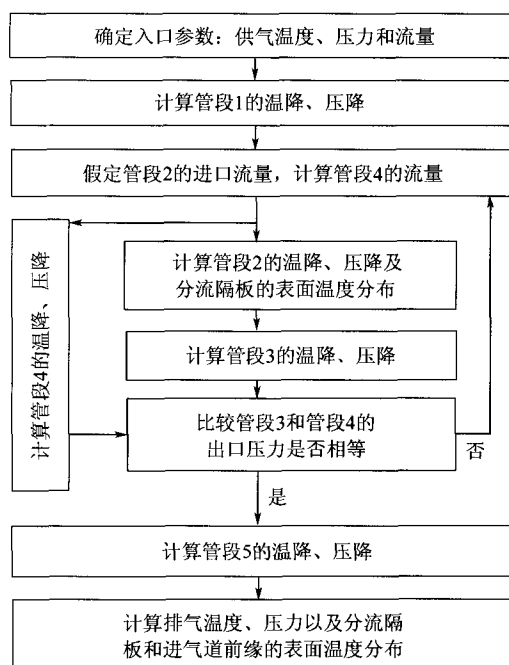 确定入口参数：供气温度、压力和流量
计算管段1的温降、压降
假定管段2的进口流量，计算管段4的流量
计算管段4的温降、压降
计算管段2的温降、压降及
分流隔板的表面温度分布
计算管段3的温降、压降
比较管段3和管段4的
出口压力是否相等
否
是
计算管段5的温降、压降
计算排气温度、压力以及分流隔
板和进气道前缘的表面温度分布